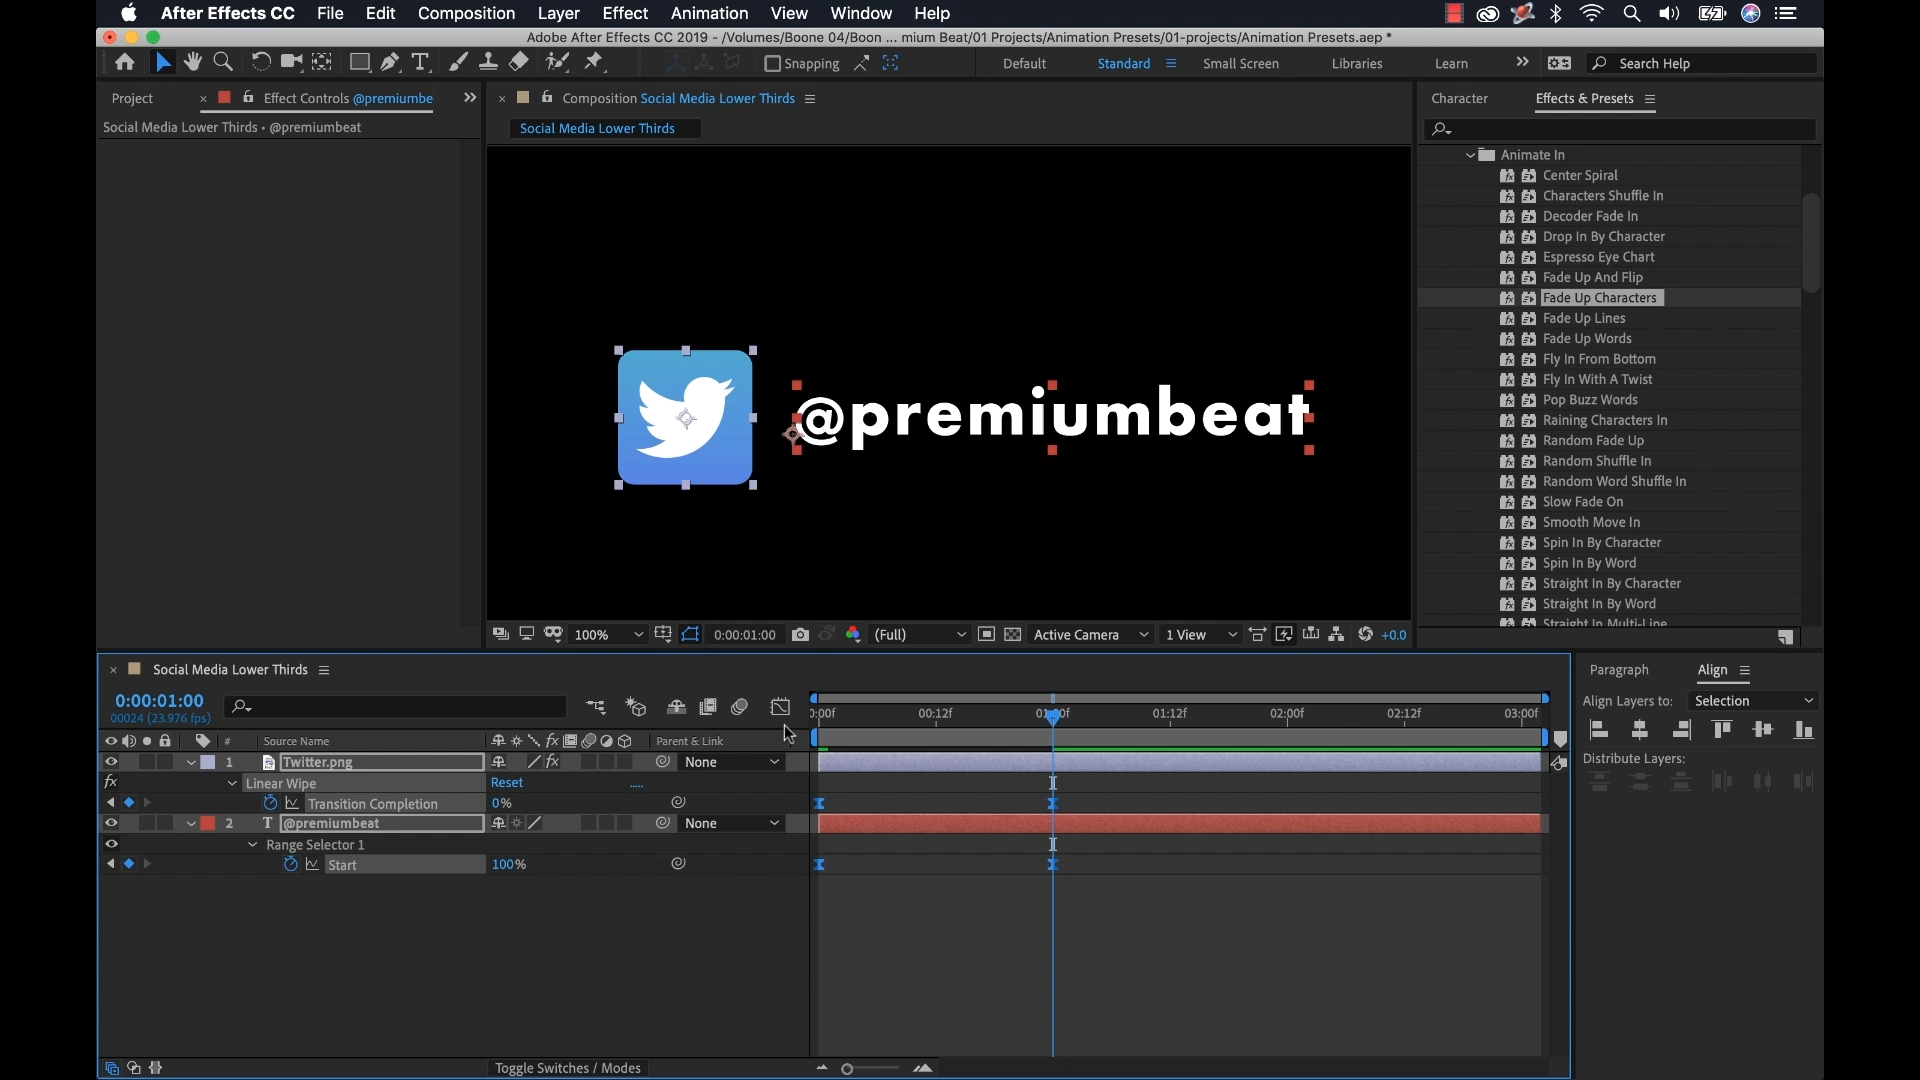 After Effects CC File Edit Composition Layer Effect Animation View Window Help
Adobe After Effects CC 2019 - /Volumes/Boone 04/Boon ... mium Beat/01 Projects/Animation Presets/01-projects/Animation Presets.aep *
Snapping Default Standard Small Screen Libraries Learn Search Help
Project Effect Controls @premiumbe
Social Media Lower Thirds • @premiumbeat
Composition Social Media Lower Thirds
Social Media Lower Thirds
@premiumbeat
100% 0:00:01:00 (Full) Active Camera 1 View +0.0
Character Effects & Presets
Animate In
Center Spiral
Characters Shuffle In
Decoder Fade In
Drop In By Character
Espresso Eye Chart
Fade Up And Flip
Fade Up Characters
Fade Up Lines
Fade Up Words
Fly In From Bottom
Fly In With A Twist
Pop Buzz Words
Raining Characters In
Random Fade Up
Random Shuffle In
Random Word Shuffle In
Slow Fade On
Smooth Move In
Spin In By Character
Spin In By Word
Straight In By Character
Straight In By Word
Straight In Multi-Line
Social Media Lower Thirds
0:00:01:00
00024 (23.976 fps)
00:12f 01:12f 02:00f 02:12f 03:00f
# Source Name Parent & Link
1 Twitter.png None
Linear Wipe Reset
Transition Completion 0%
2 T @premiumbeat None
Range Selector 1
Start 100%
Toggle Switches / Modes
Paragraph Align
Align Layers to: Selection
Distribute Layers: